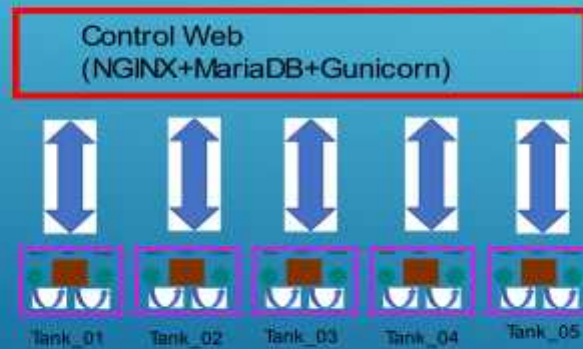 Control Web
(NGINX+MariaDB+Gunicorn)
Tank_01 Tank_02 Tank_03 Tank_04 Tank_05